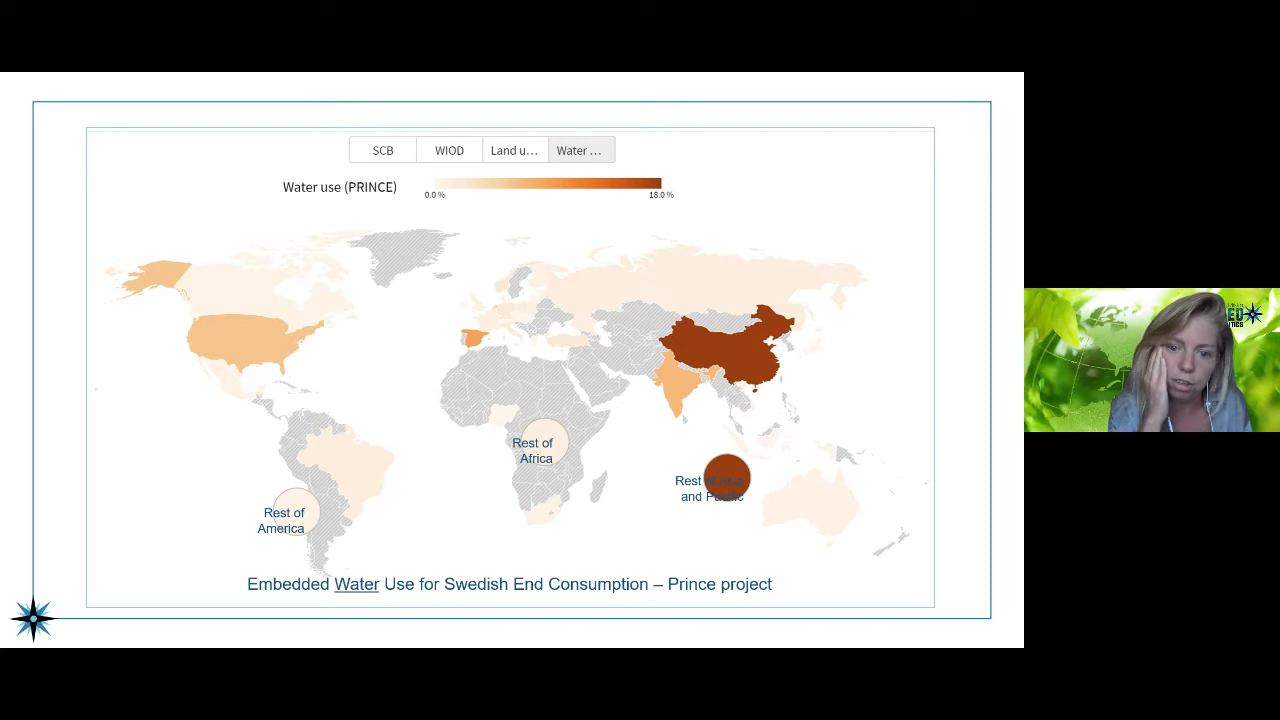 SCB WIOD Land u... Water ...
Water use (PRINCE)
0.0 % 18.0 %
Rest of
Africa
Rest of Asia
and Pacific
Rest of
America
Embedded Water Use for Swedish End Consumption – Prince project